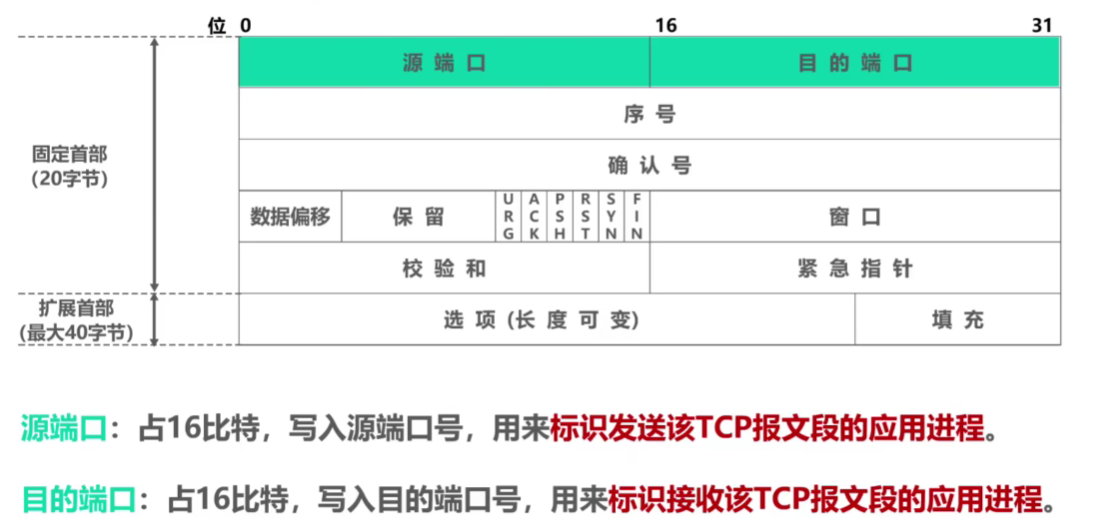 位 0 16 31
源端口 目的端口
序号
固定首部
(20字节)
确认号
数据偏移 保留 URG ACK PSH RST SYN FIN 窗口
校验和 紧急指针
扩展首部
(最大40字节)
选项(长度可变) 填充
源端口：占16比特，写入源端口号，用来标识发送该TCP报文段的应用进程。
目的端口：占16比特，写入目的端口号，用来标识接收该TCP报文段的应用进程。